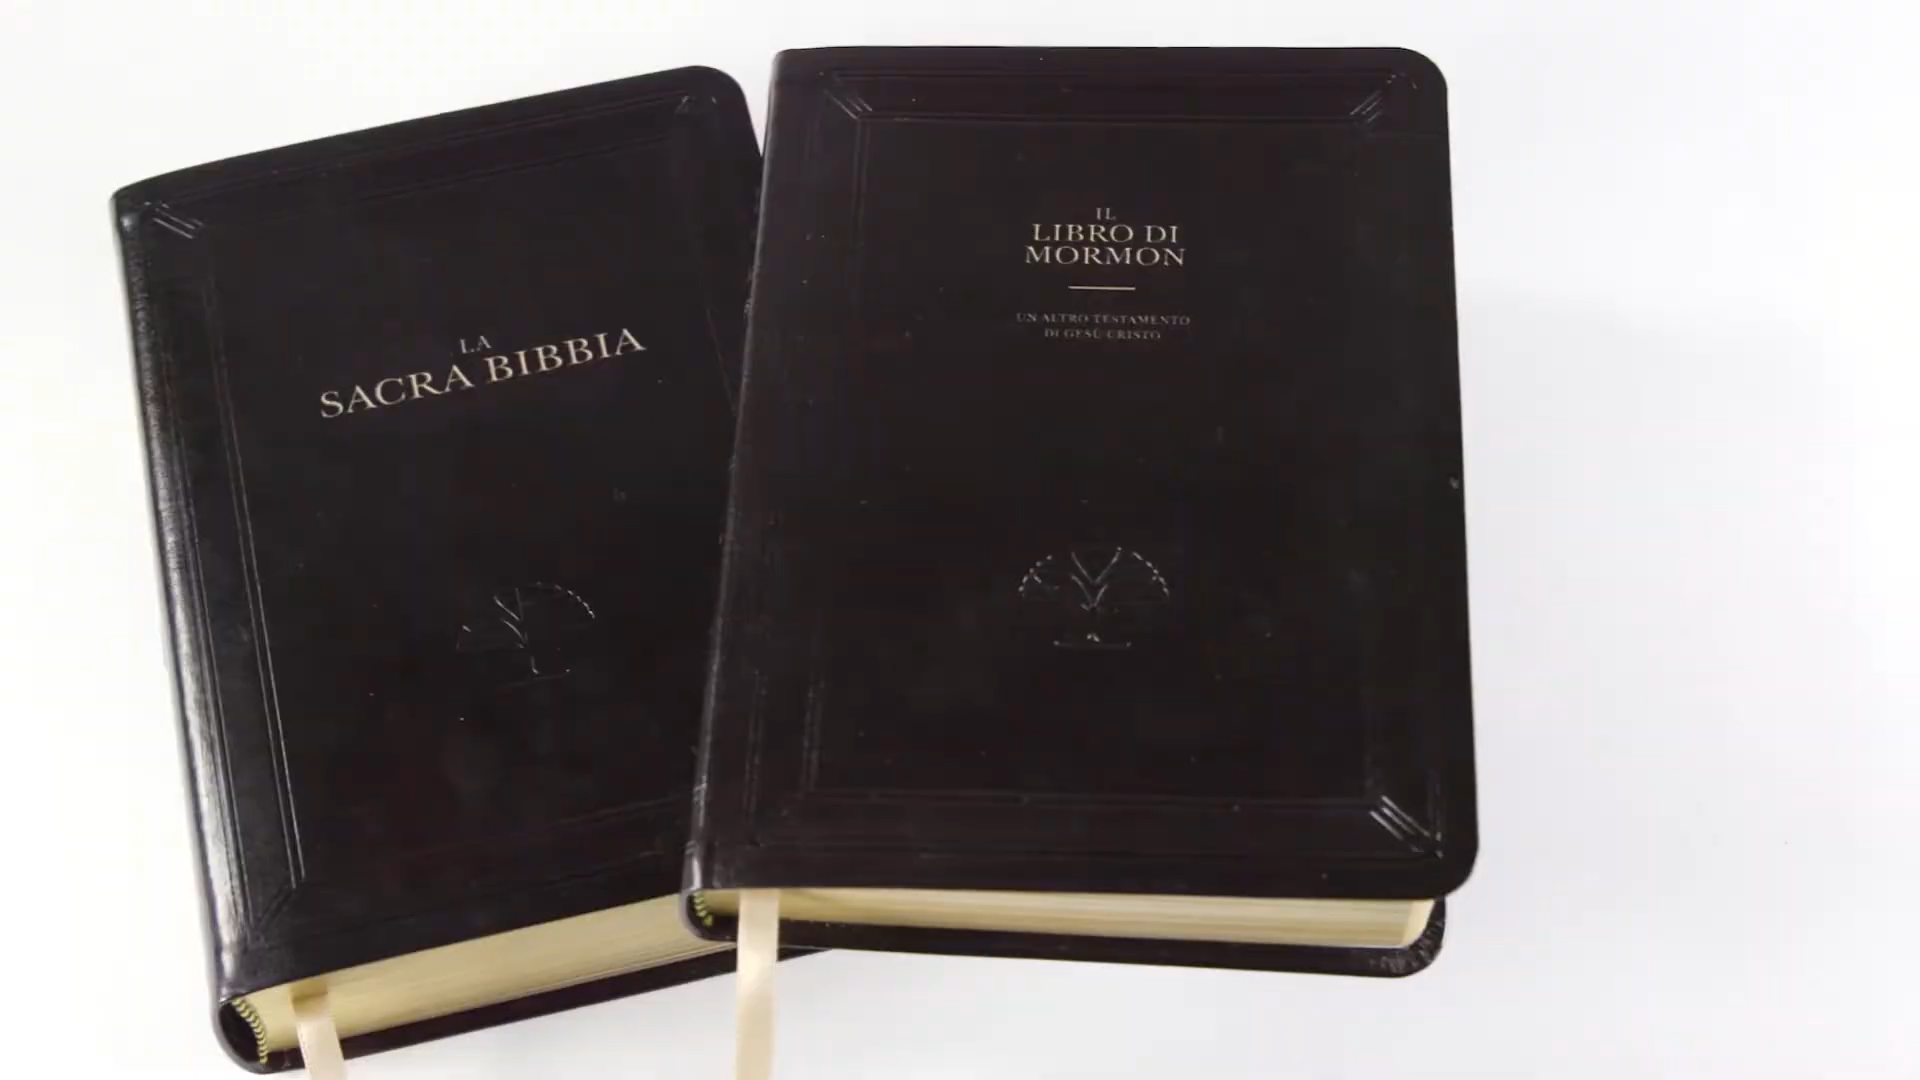 LA
SACRA BIBBIA
IL
LIBRO DI
MORMON
UN ALTRO TESTAMENTO
DI GESÙ CRISTO